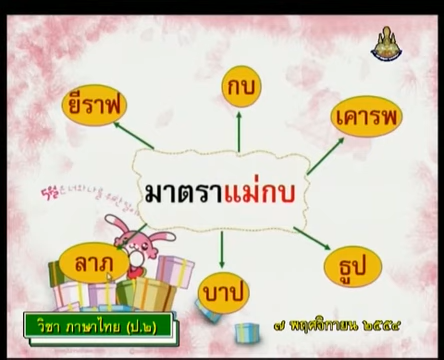 กบ
ยีราฟ
เคารพ
มาตราแม่กบ
ลาภ
ธูป
บาป
วิชา ภาษาไทย (ป.๒)
๗ พฤศจิกายน ๒๕๕๔